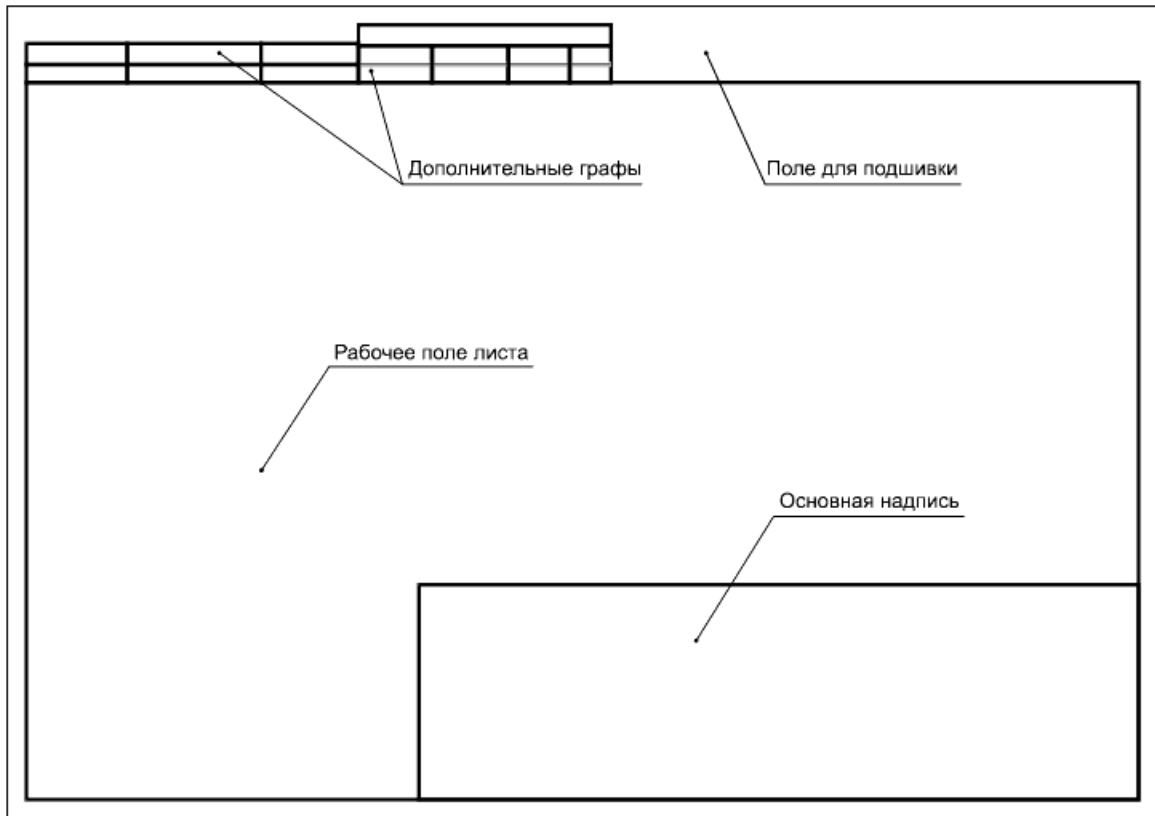 Дополнительные графы
Поле для подшивки
Рабочее поле листа
Основная надпись